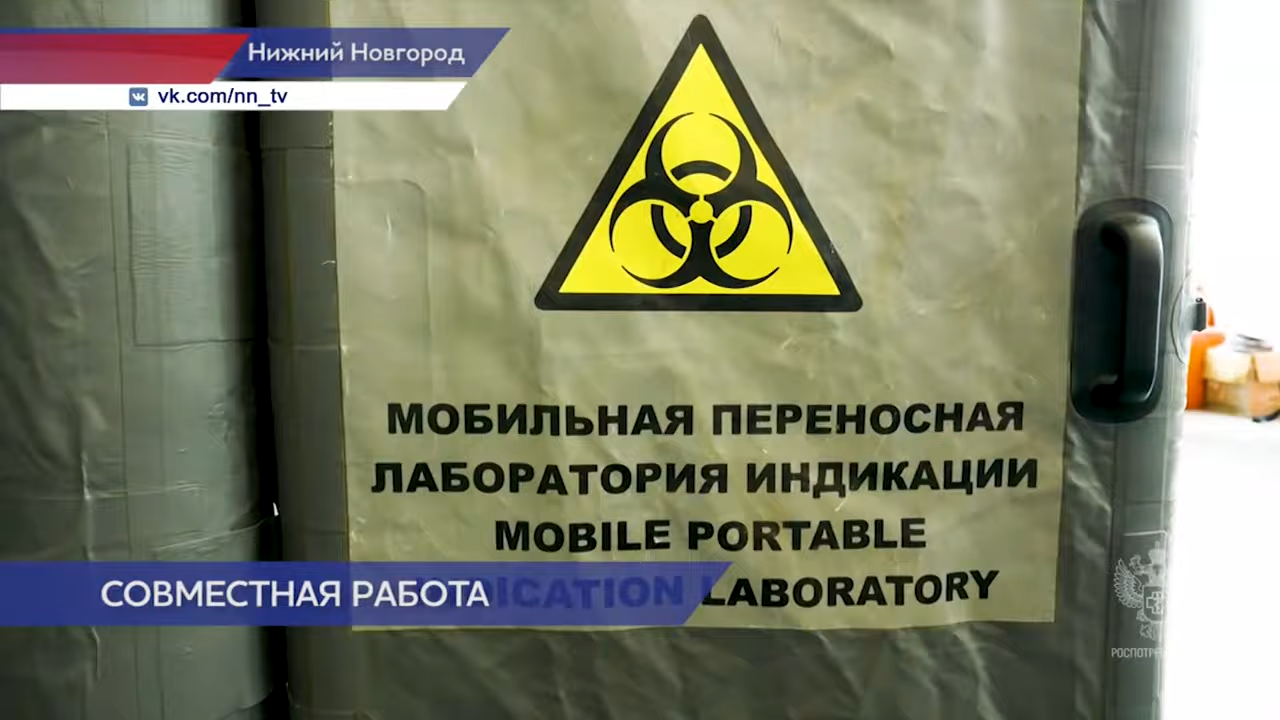 Нижний Новгород
vk.com/nn_tv
МОБИЛЬНАЯ ПЕРЕНОСНАЯ
ЛАБОРАТОРИЯ ИНДИКАЦИИ
MOBILE PORTABLE
LABORATORY
СОВМЕСТНАЯ РАБОТА